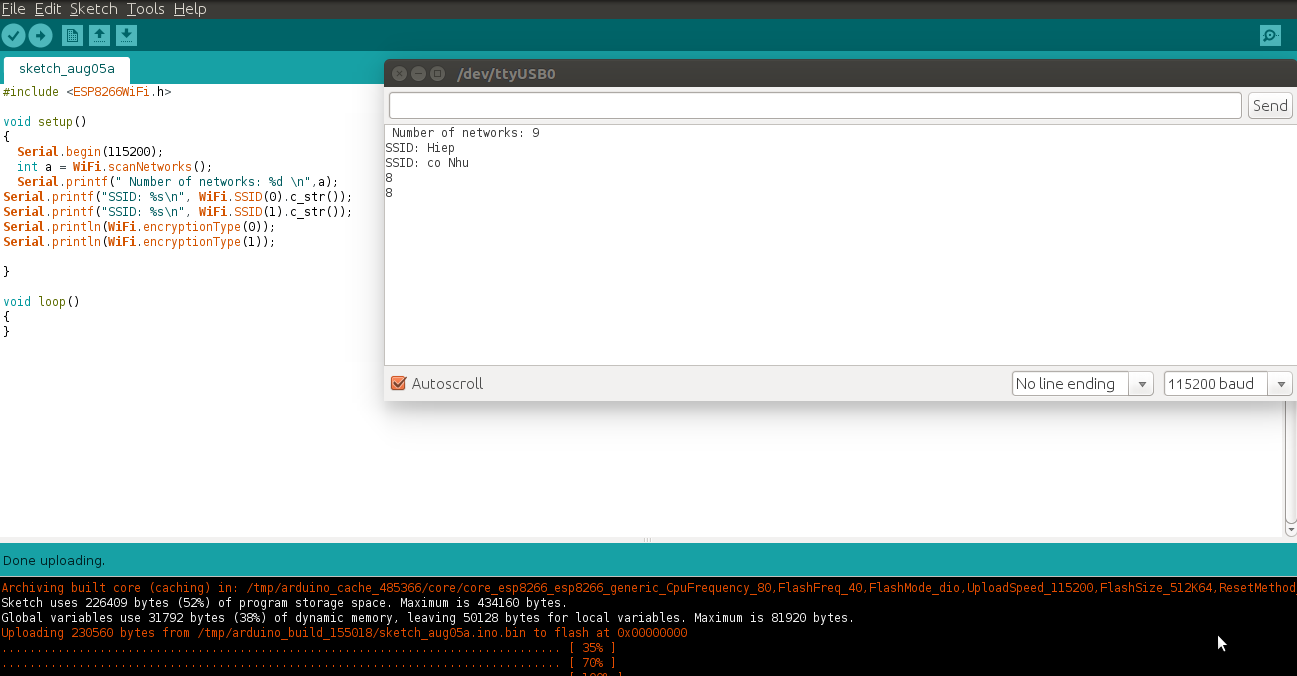 File Edit Sketch Tools Help
sketch_aug05a
#include <ESP8266WiFi.h>
void setup()
{
Serial.begin(115200);
int a = WiFi.scanNetworks();
Serial.printf(" Number of networks: %d \n",a);
Serial.printf("SSID: %s\n", WiFi.SSID(0).c_str());
Serial.printf("SSID: %s\n", WiFi.SSID(1).c_str());
Serial.println(WiFi.encryptionType(0));
Serial.println(WiFi.encryptionType(1));
}
void loop()
{
}
/dev/ttyUSB0
Send
Number of networks: 9
SSID: Hiep
SSID: co Nhu
8
8
Autoscroll
No line ending
115200 baud
Done uploading.
Archiving built core (caching) in: /tmp/arduino_cache_485366/core/core_esp8266_esp8266_generic_CpuFrequency_80,FlashFreq_40,FlashMode_dio,UploadSpeed_115200,FlashSize_512K64,ResetMethod
Sketch uses 226409 bytes (52%) of program storage space. Maximum is 434160 bytes.
Global variables use 31792 bytes (38%) of dynamic memory, leaving 50128 bytes for local variables. Maximum is 81920 bytes.
Uploading 230560 bytes from /tmp/arduino_build_155018/sketch_aug05a.ino.bin to flash at 0x00000000
................................................................................ [ 35% ]
................................................................................ [ 70% ]